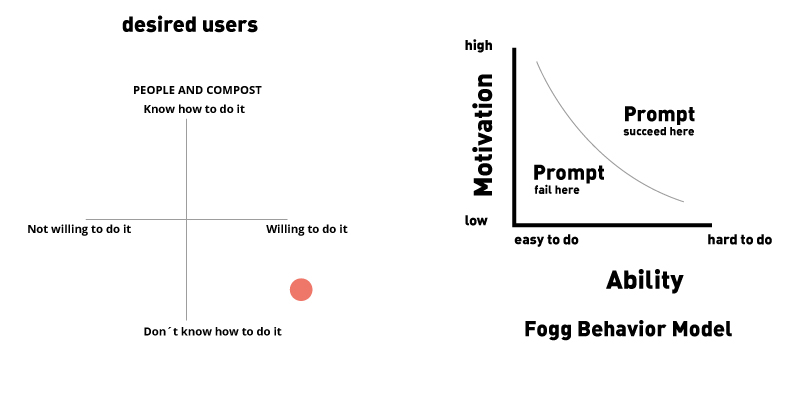 desired users
PEOPLE AND COMPOST
Know how to do it
Not willing to do it
Willing to do it
Don´t know how to do it
high
Motivation
Prompt
succeed here
Prompt
fail here
low
easy to do
hard to do
Ability
Fogg Behavior Model